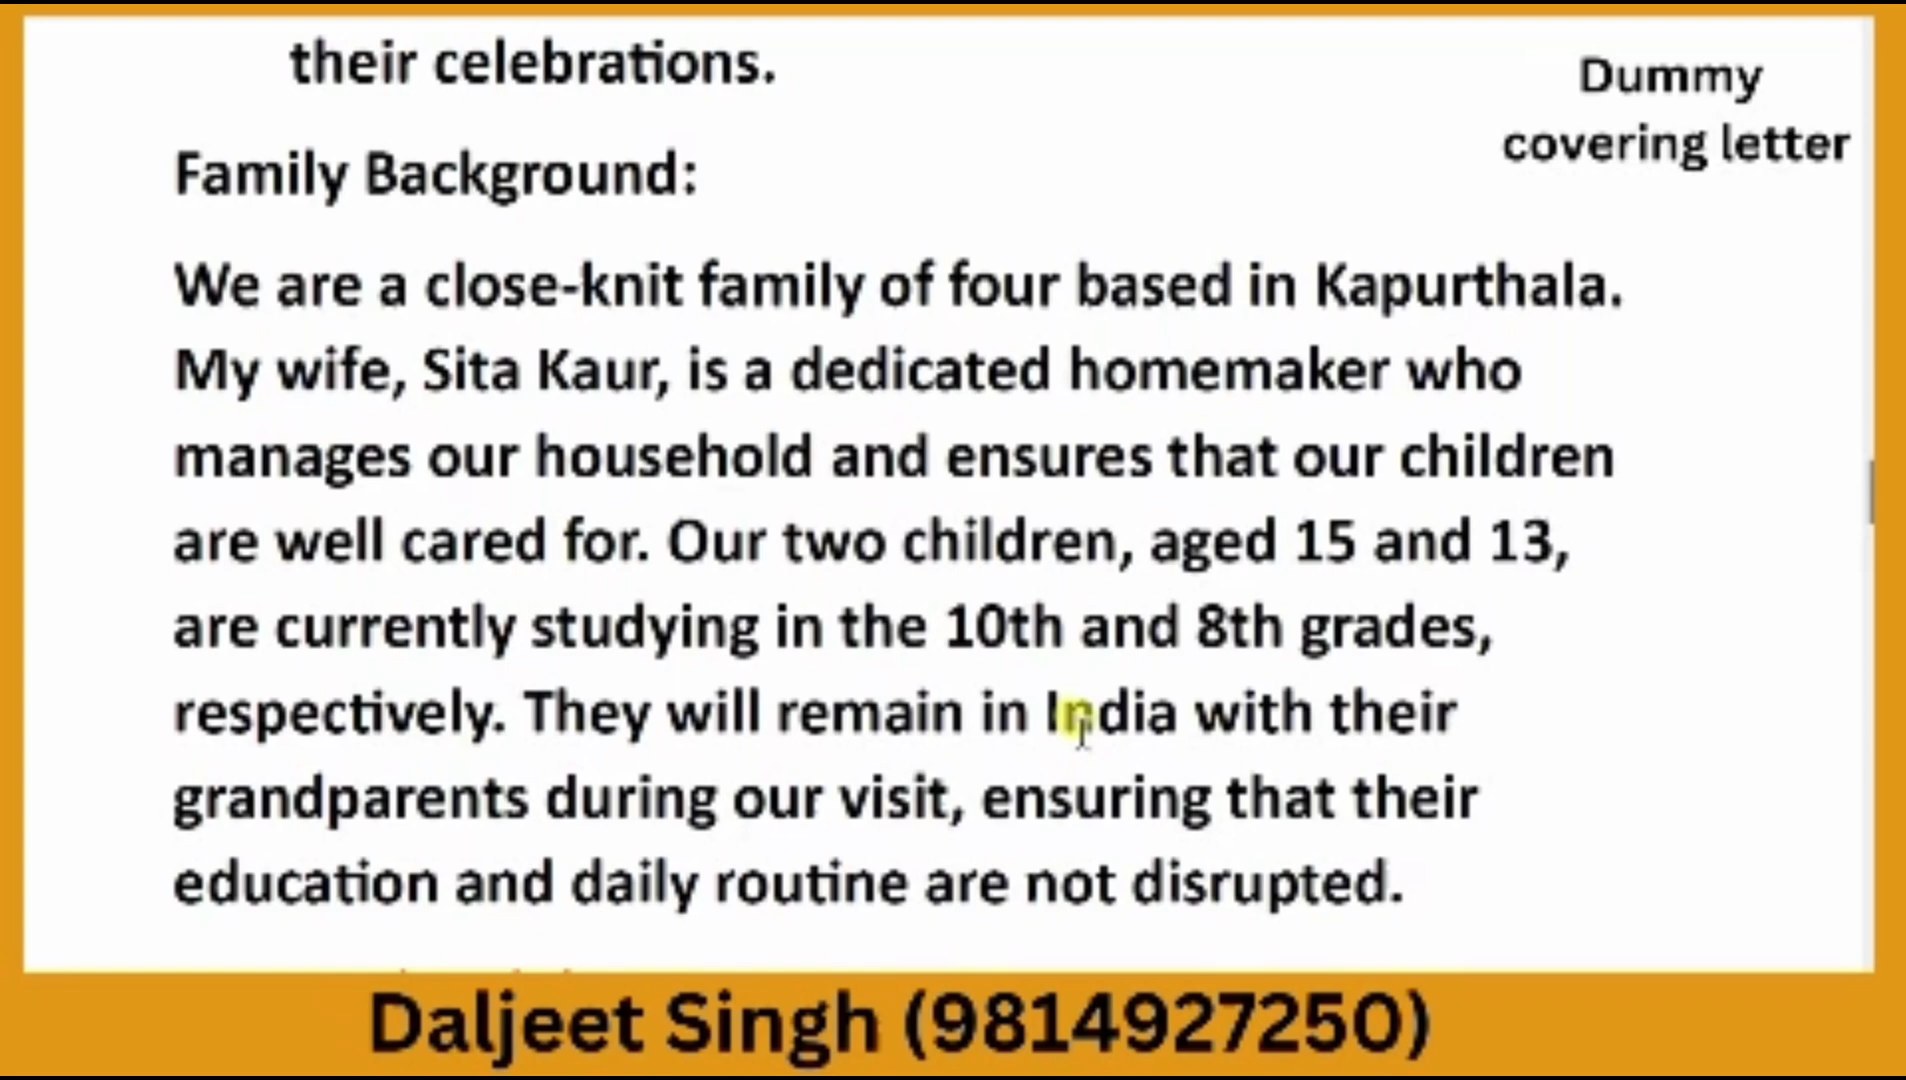 their celebrations.
Dummy
covering letter
Family Background:
We are a close-knit family of four based in Kapurthala.
My wife, Sita Kaur, is a dedicated homemaker who
manages our household and ensures that our children
are well cared for. Our two children, aged 15 and 13,
are currently studying in the 10th and 8th grades,
respectively. They will remain in India with their
grandparents during our visit, ensuring that their
education and daily routine are not disrupted.
Daljeet Singh (9814927250)